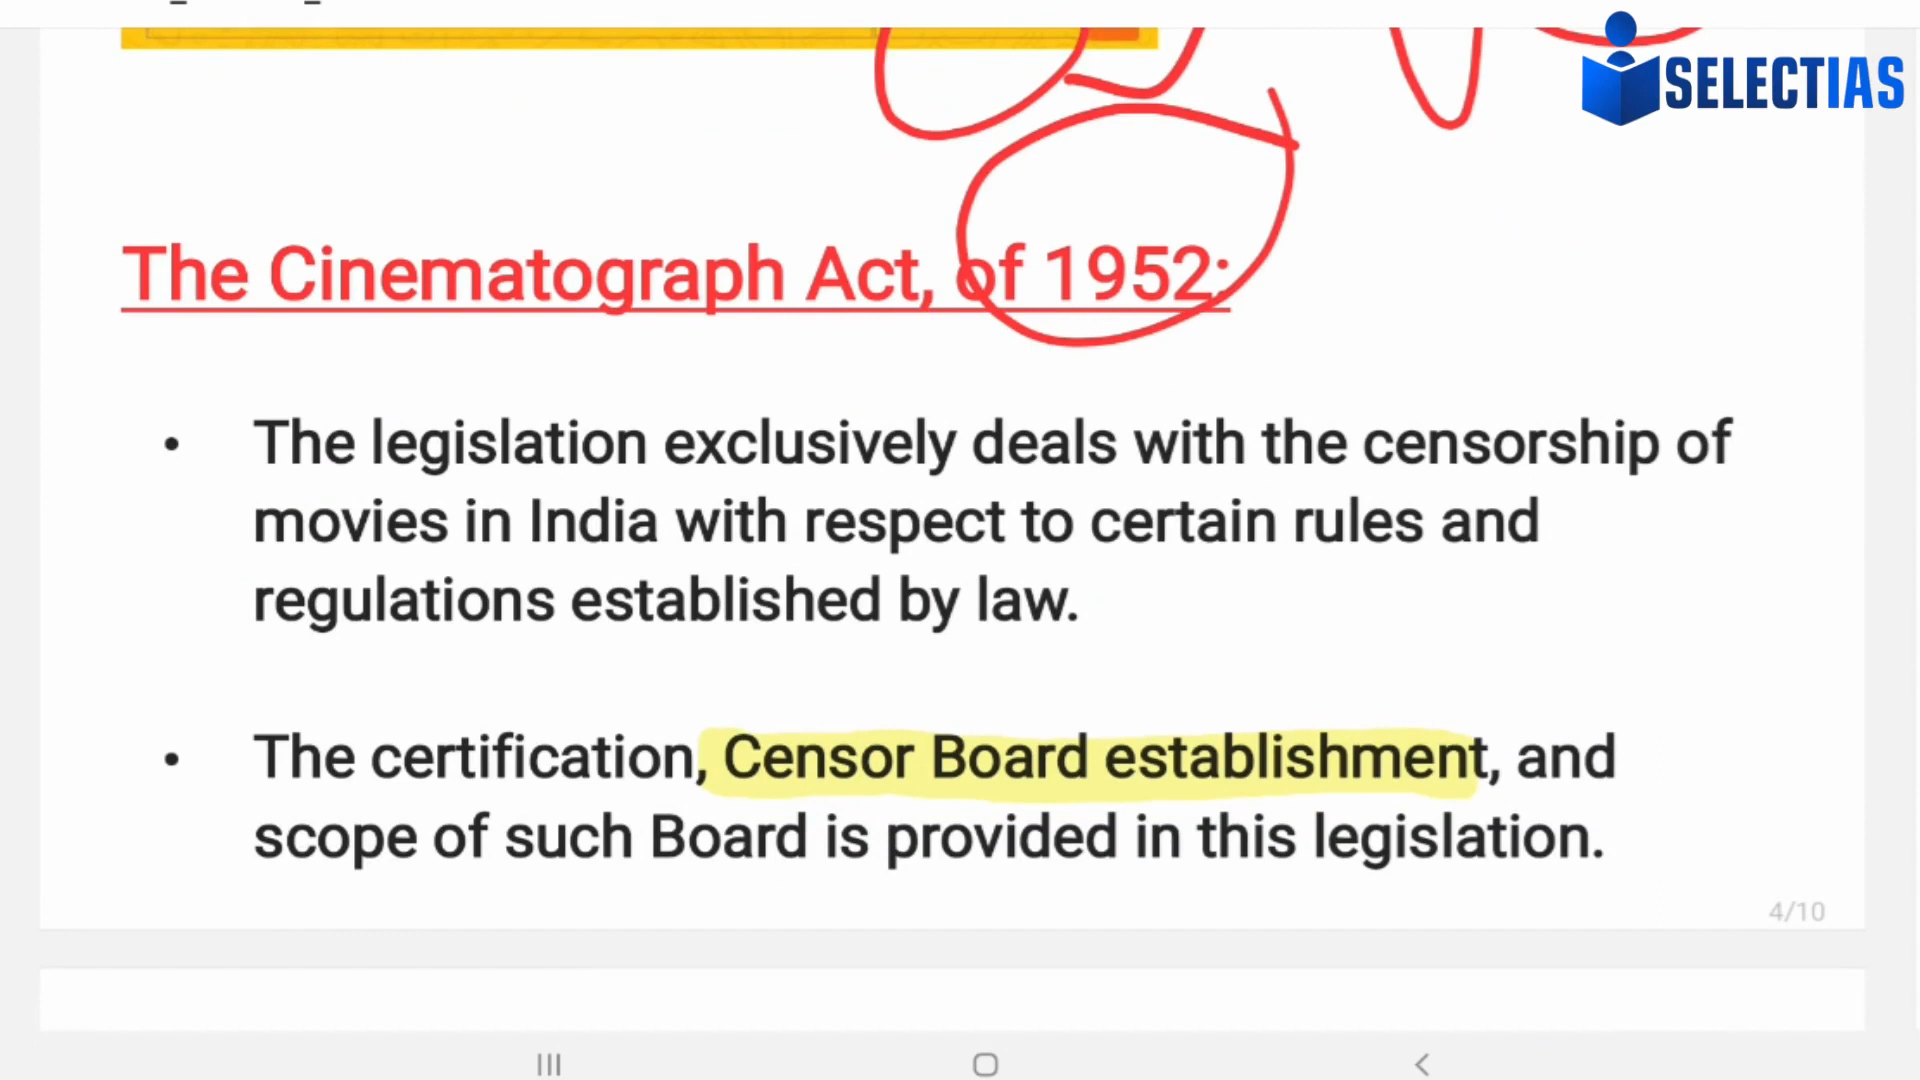 SELECTIAS
The Cinematograph Act, of 1952:
• The legislation exclusively deals with the censorship of
movies in India with respect to certain rules and
regulations established by law.
• The certification, Censor Board establishment, and
scope of such Board is provided in this legislation.
4/10